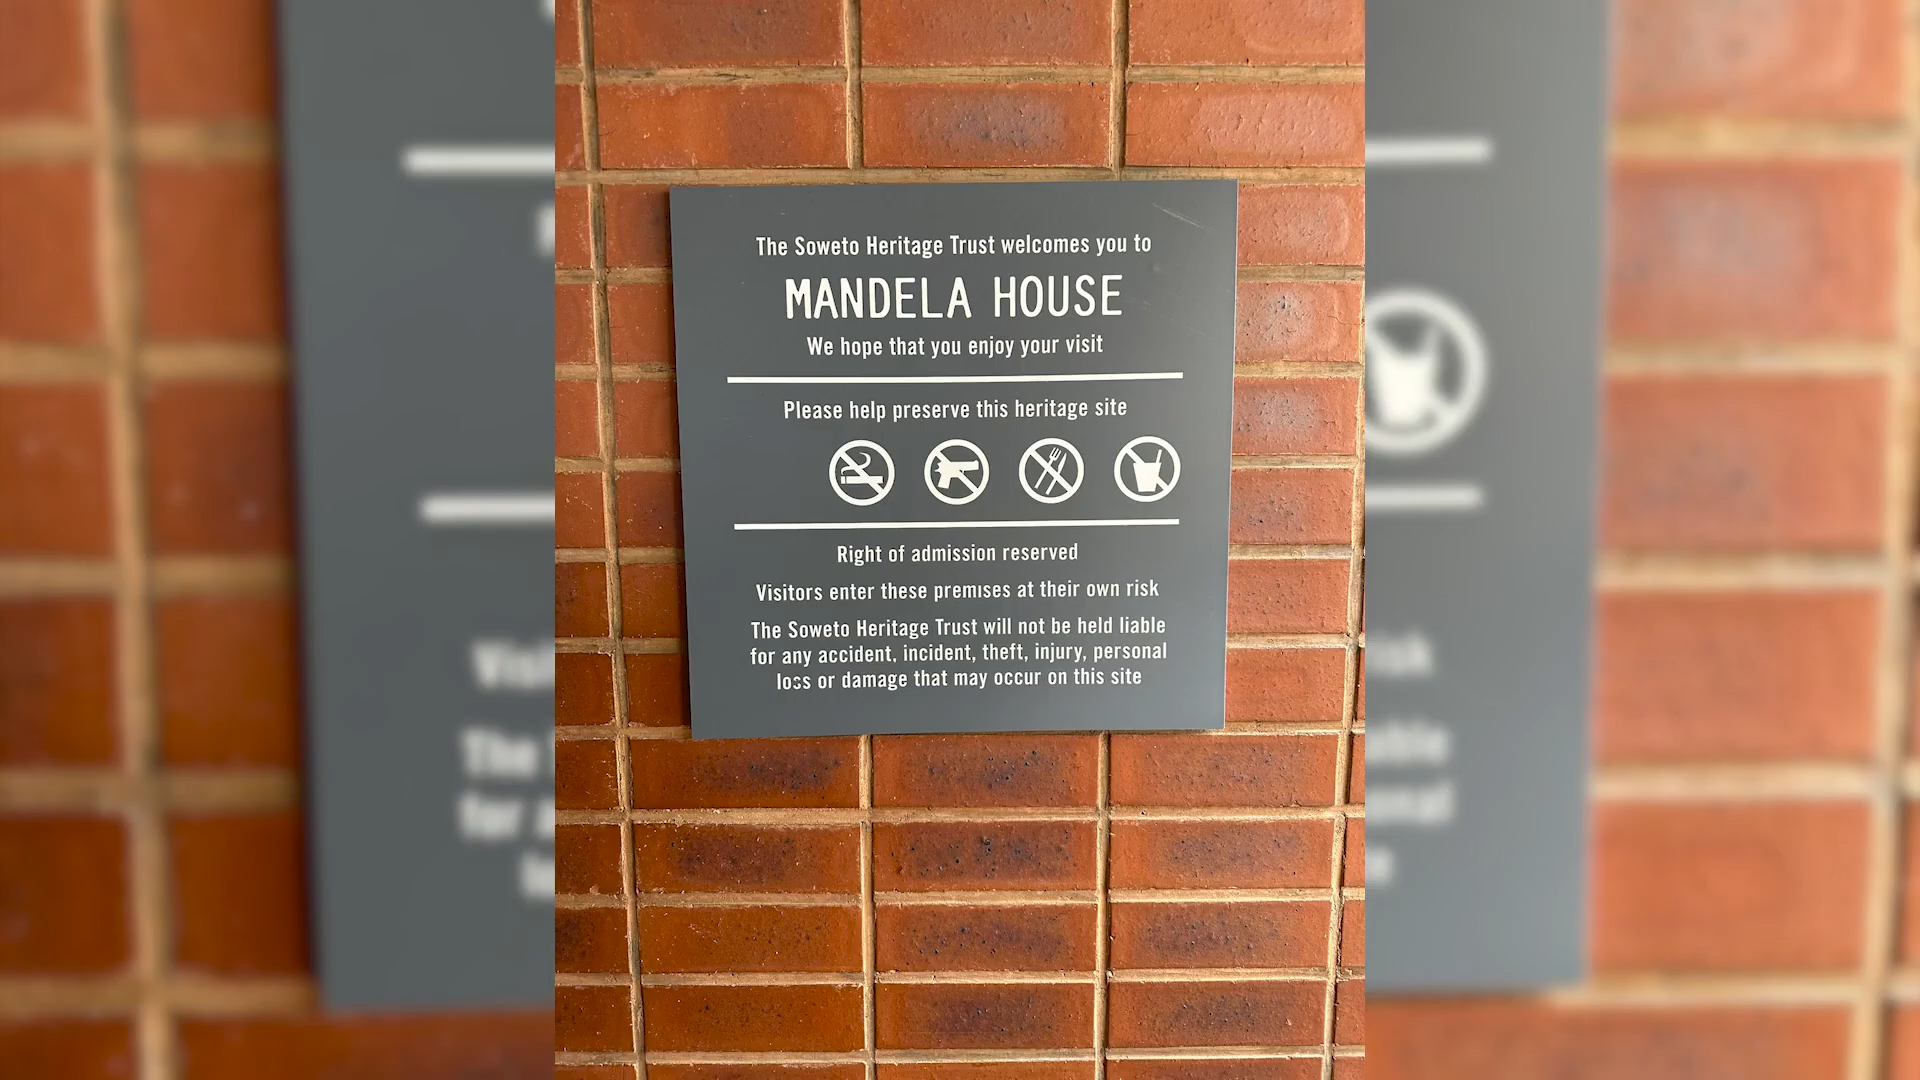 The Soweto Heritage Trust welcomes you to
MANDELA HOUSE
We hope that you enjoy your visit
Please help preserve this heritage site
Right of admission reserved
Visitors enter these premises at their own risk
The Soweto Heritage Trust will not be held liable
for any accident, incident, theft, injury, personal
loss or damage that may occur on this site